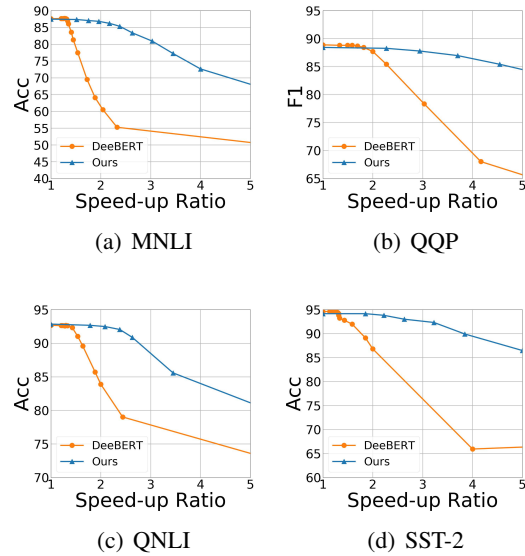 90
85
80
75
70
65
60
55
50
45
40
Acc
DeeBERT
Ours
1 2 3 4 5
Speed-up Ratio
(a) MNLI
90
85
80
75
70
65
F1
DeeBERT
Ours
1 2 3 4 5
Speed-up Ratio
(b) QQP
95
90
85
80
75
70
Acc
DeeBERT
Ours
1 2 3 4 5
Speed-up Ratio
(c) QNLI
95
90
85
80
75
70
65
60
Acc
DeeBERT
Ours
1 2 3 4 5
Speed-up Ratio
(d) SST-2